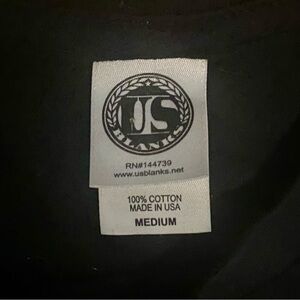 US
BLANKS
RN#144739
www.usblanks.net
100% COTTON
MADE IN USA
MEDIUM